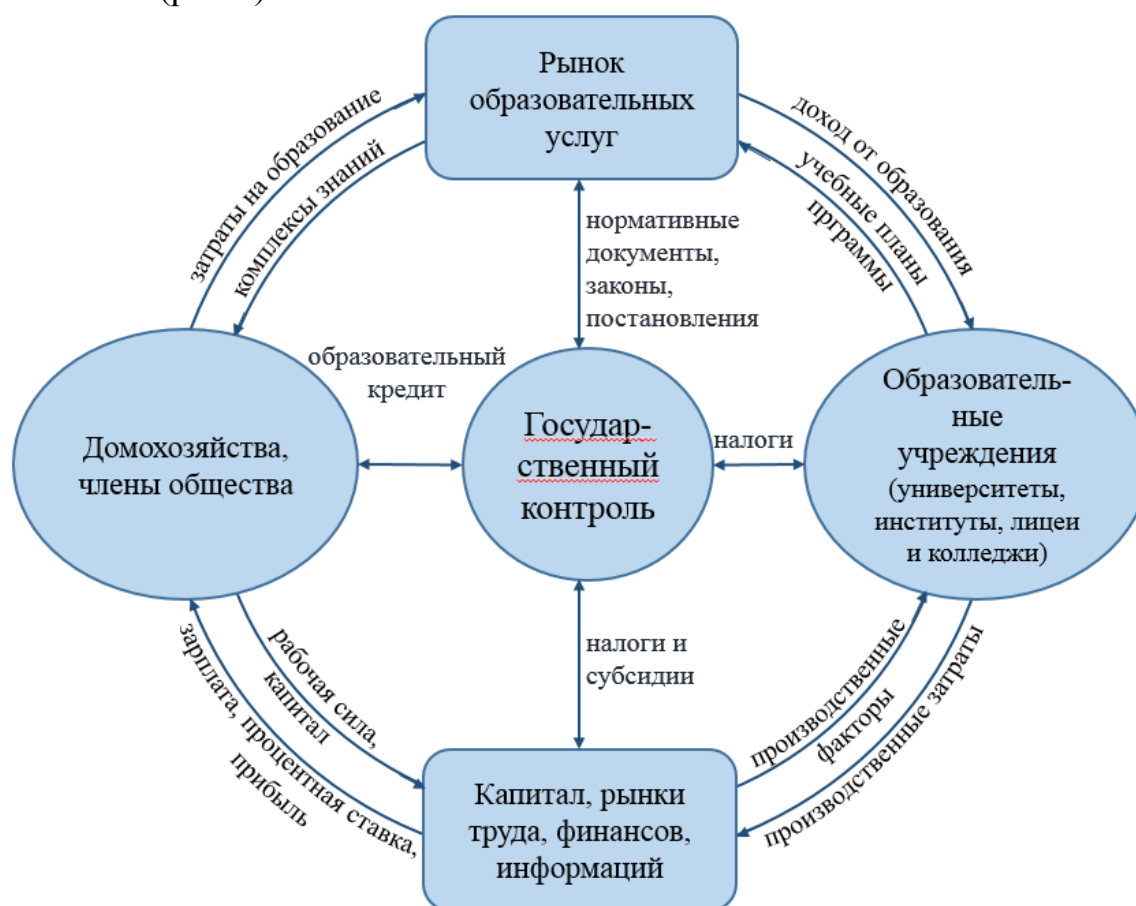 Рынок
образовательных
услуг
затраты на образование
комплексы знаний
доход от образования
учебные планы
прграммы
нормативные
документы,
законы,
постановления
образовательный
кредит
Домохозяйства,
члены общества
Государ-
ственный
контроль
налоги
Образователь-
ные
учреждения
(университеты,
институты, лицеи
и колледжи)
рабочая сила,
капитал
зарплата, процентная ставка,
прибыль
налоги и
субсидии
производственные
факторы
производственные затраты
Капитал, рынки
труда, финансов,
информаций